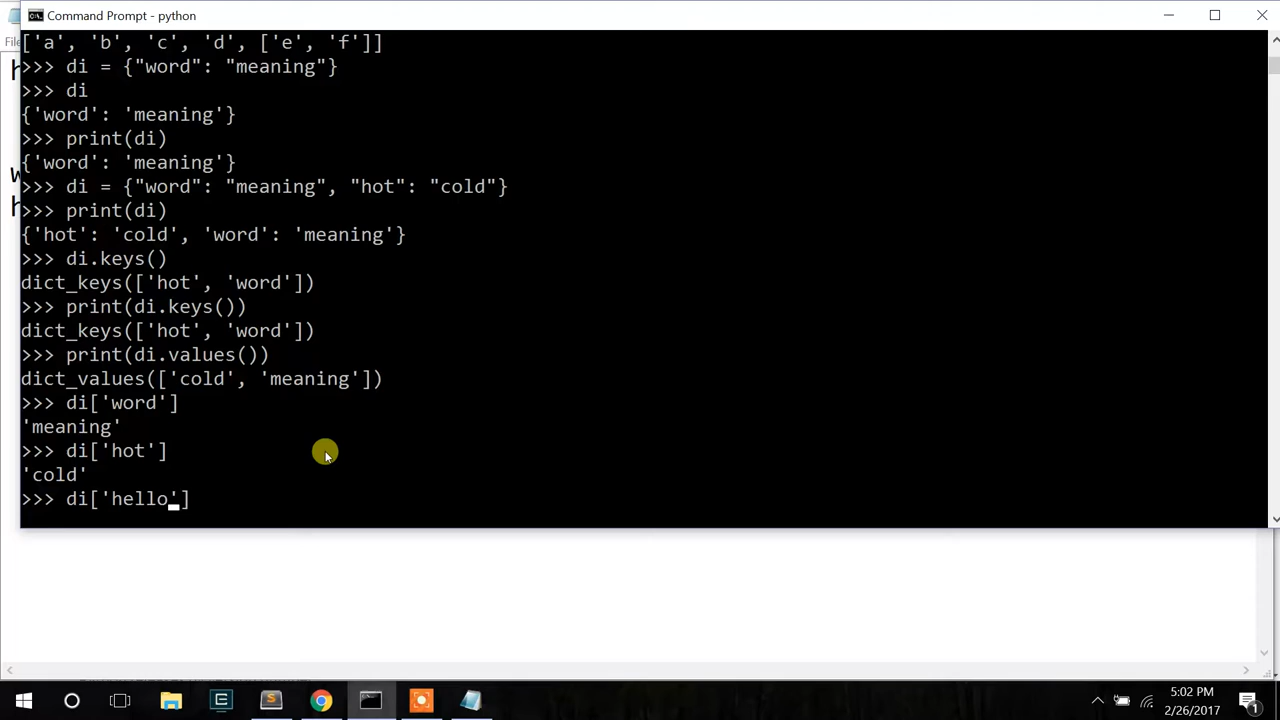 Command Prompt - python
['a', 'b', 'c', 'd', ['e', 'f']]
>>> di = {"word": "meaning"}
>>> di
{'word': 'meaning'}
>>> print(di)
{'word': 'meaning'}
>>> di = {"word": "meaning", "hot": "cold"}
>>> print(di)
{'hot': 'cold', 'word': 'meaning'}
>>> di.keys()
dict_keys(['hot', 'word'])
>>> print(di.keys())
dict_keys(['hot', 'word'])
>>> print(di.values())
dict_values(['cold', 'meaning'])
>>> di['word']
'meaning'
>>> di['hot']
'cold'
>>> di['hello']
5:02 PM
2/26/2017
1